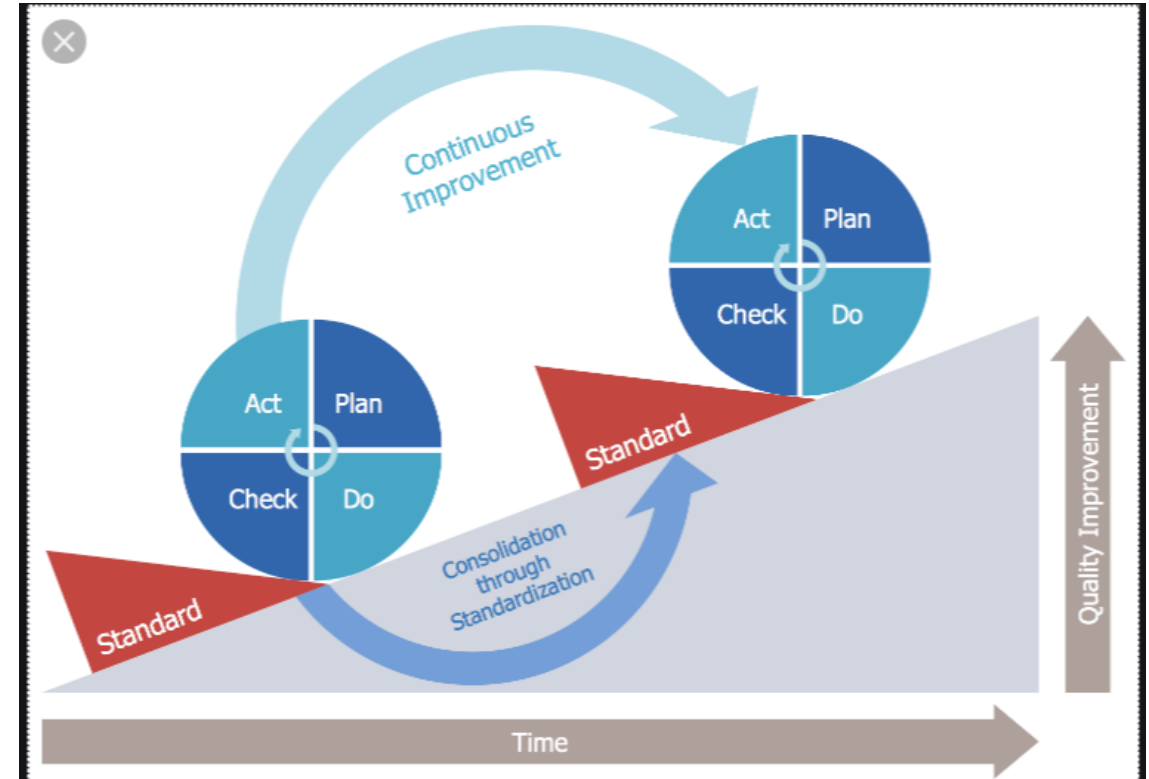 Continuous
Improvement
Act
Plan
Check
Do
Act
Plan
Check
Do
Standard
Standard
Consolidation
through
Standardization
Quality Improvement
Time